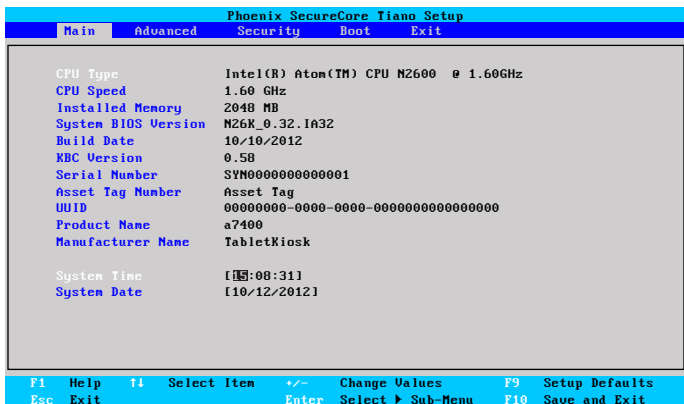 Phoenix SecureCore Tiano Setup
Main Advanced Security Boot Exit
CPU Type Intel(R) Atom(TM) CPU N2600 @ 1.60GHz
CPU Speed 1.60 GHz
Installed Memory 2048 MB
System BIOS Version N26K_0.32.IA32
Build Date 10/10/2012
KBC Version 0.58
Serial Number SYN0000000000001
Asset Tag Number Asset Tag
UUID 00000000-0000-0000-0000000000000000
Product Name a7400
Manufacturer Name TabletKiosk
System Time [15:08:31]
System Date [10/12/2012]
F1 Help ↑↓ Select Item +/- Change Values F9 Setup Defaults
Esc Exit Enter Select ▶ Sub-Menu F10 Save and Exit